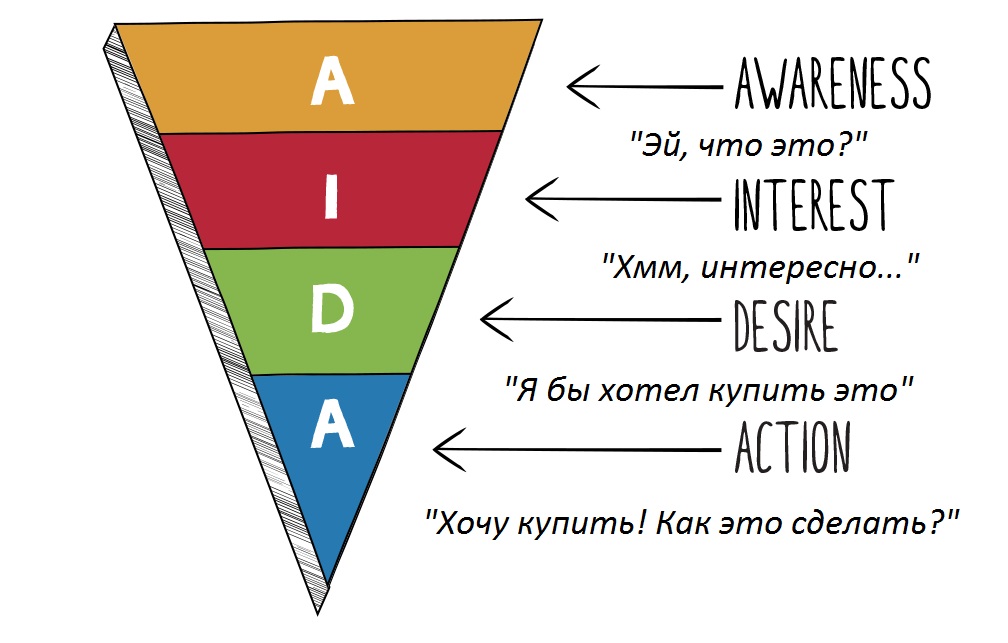 A
AWARENESS
"Эй, что это?"
I
INTEREST
"Хмм, интересно..."
D
DESIRE
"Я бы хотел купить это"
A
ACTION
"Хочу купить! Как это сделать?"